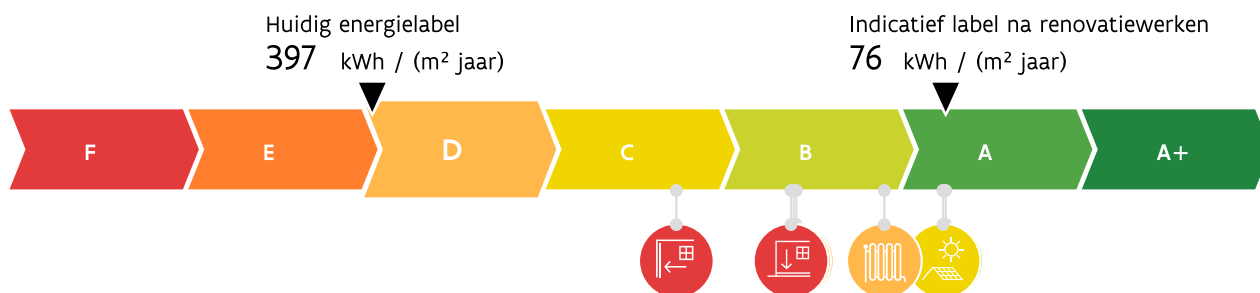 Huidig energielabel
397 kWh / (m² jaar)
Indicatief label na renovatiewerken
76 kWh / (m² jaar)
F E D C B A A+